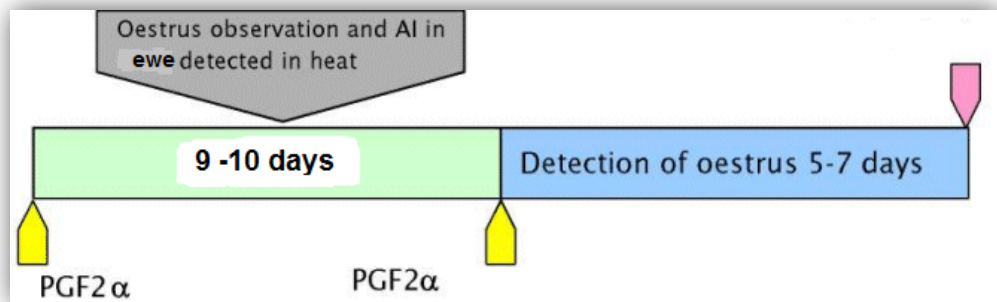 Oestrus observation and AI in
ewe detected in heat
9 -10 days
Detection of oestrus 5-7 days
PGF2 α
PGF2α